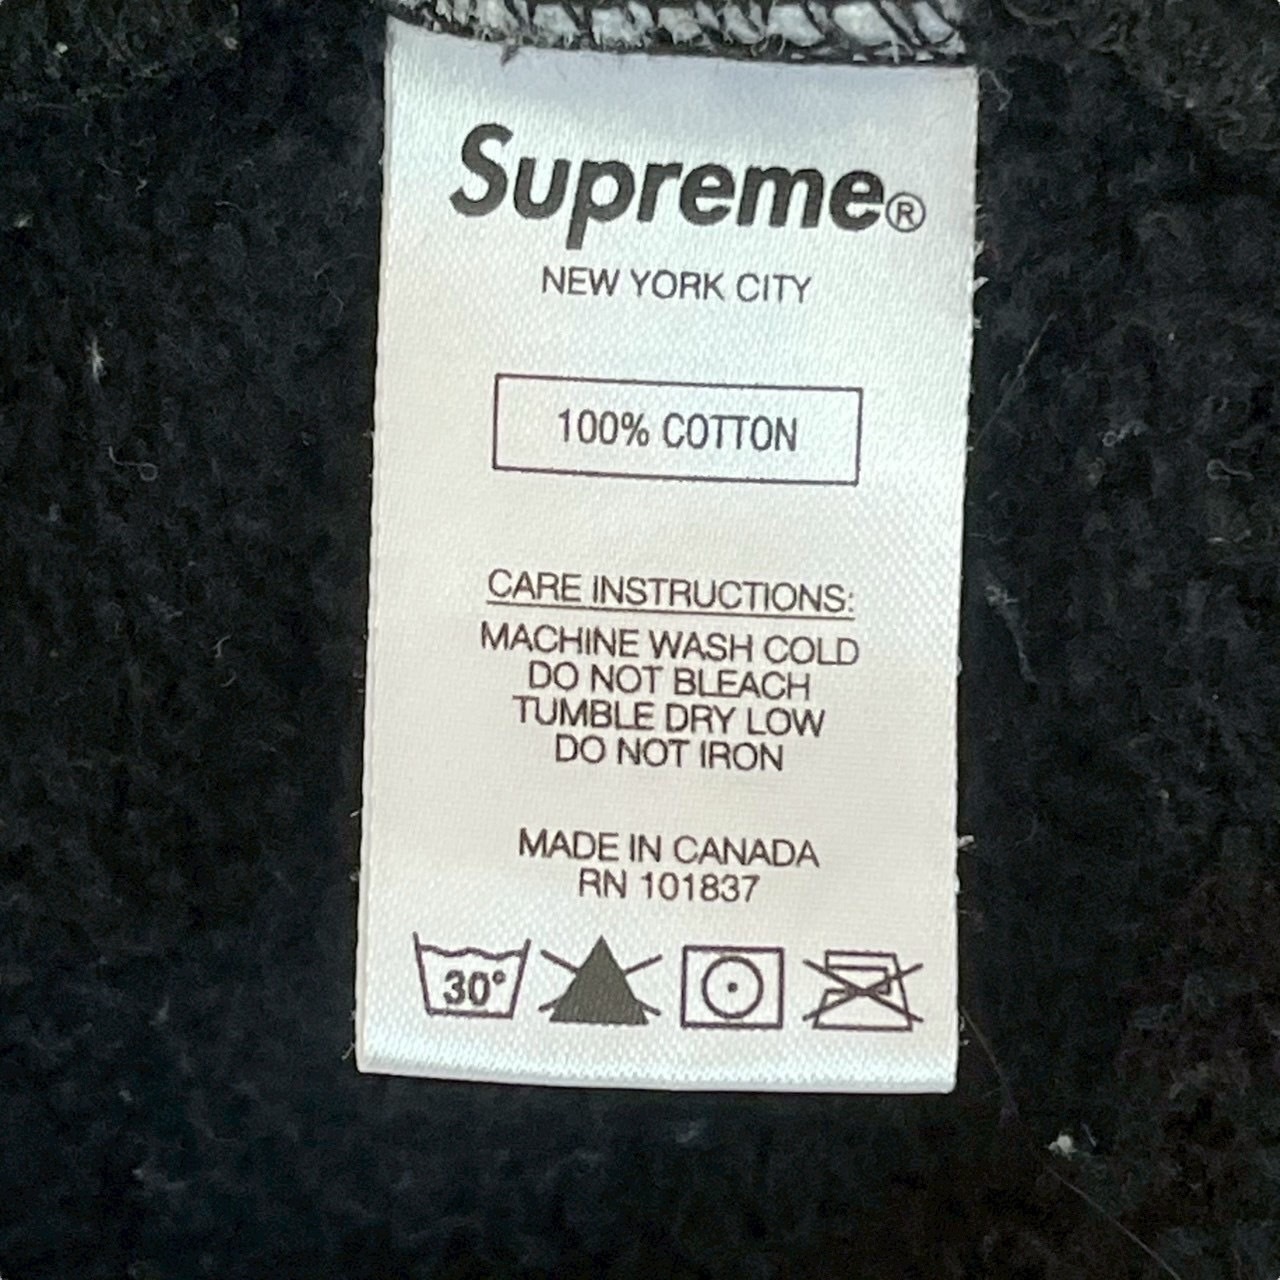 Supreme®
NEW YORK CITY
100% COTTON
CARE INSTRUCTIONS:
MACHINE WASH COLD
DO NOT BLEACH
TUMBLE DRY LOW
DO NOT IRON
MADE IN CANADA
RN 101837
30°